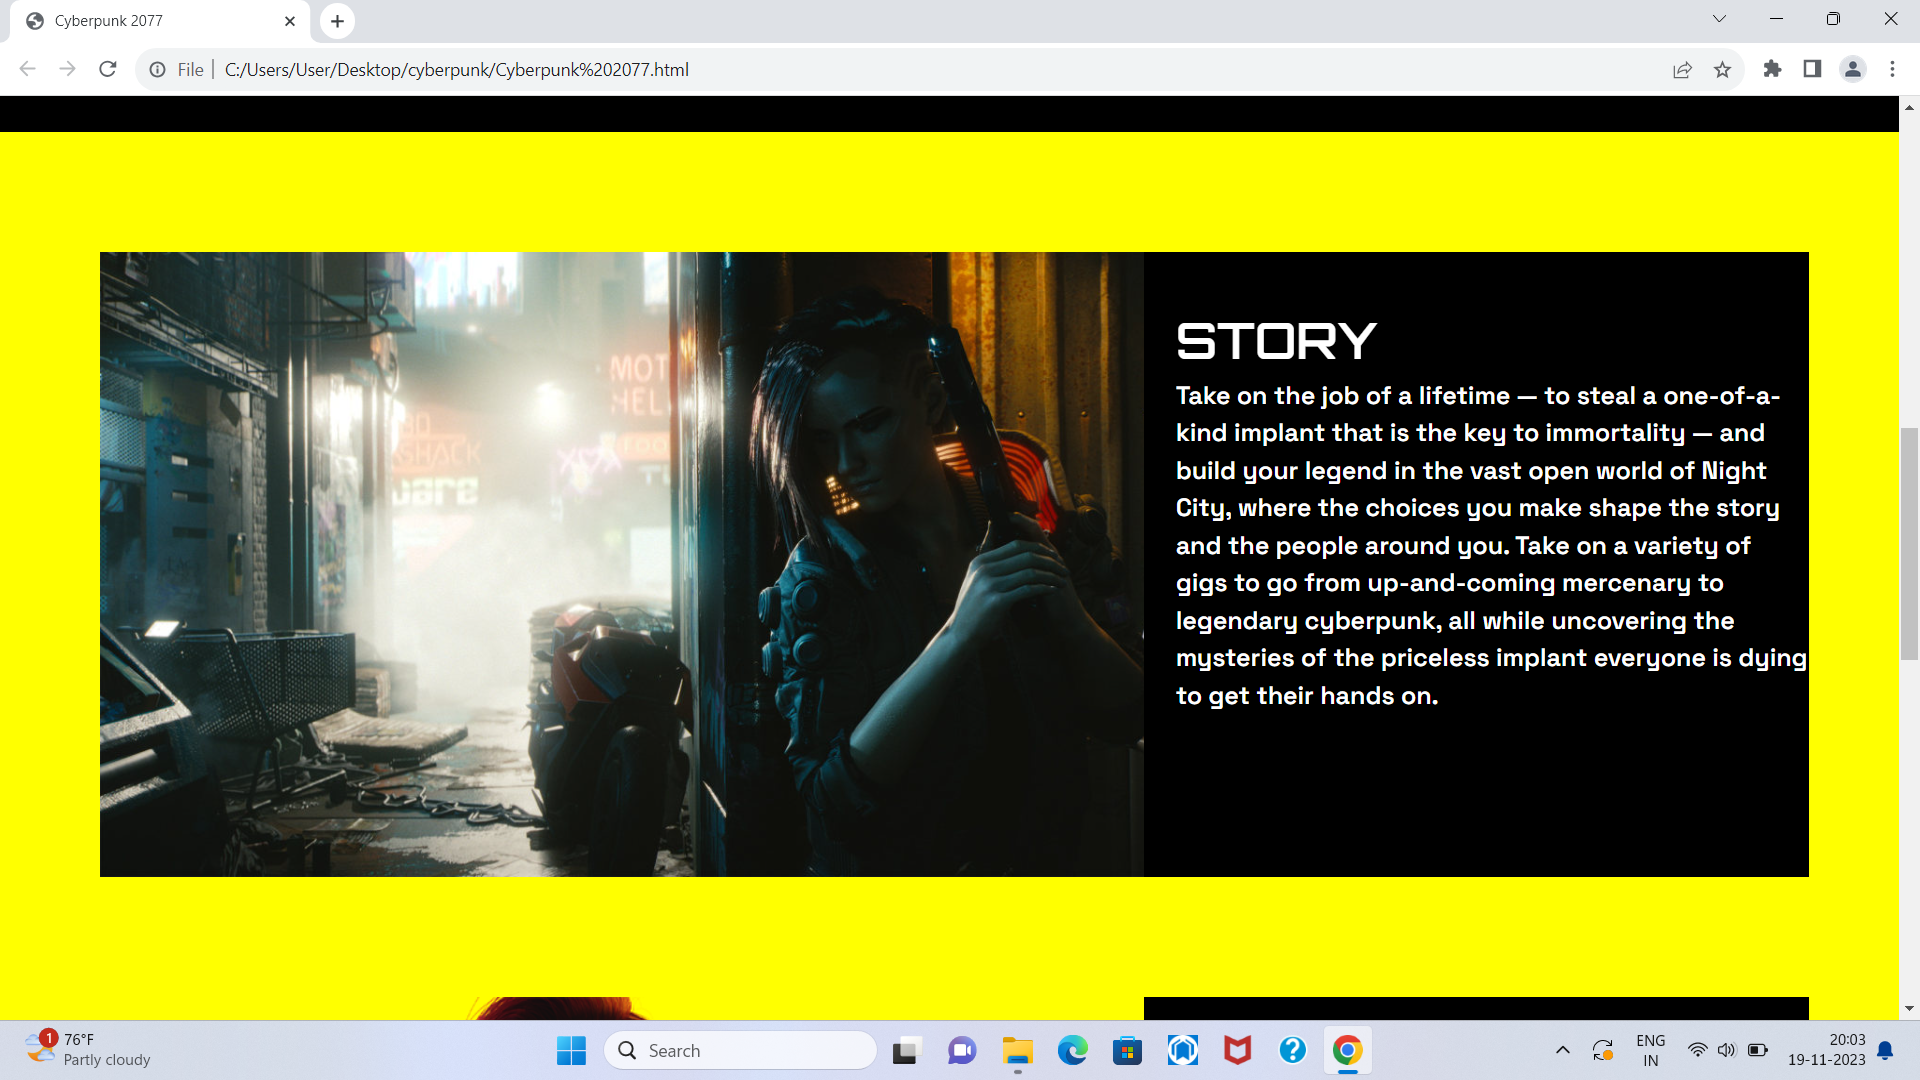 Cyberpunk 2077
File
C:/Users/User/Desktop/cyberpunk/Cyberpunk%202077.html
MOT
HEL
SHACK
STORY
Take on the job of a lifetime — to steal a one-of-a-
kind implant that is the key to immortality — and
build your legend in the vast open world of Night
City, where the choices you make shape the story
and the people around you. Take on a variety of
gigs to go from up-and-coming mercenary to
legendary cyberpunk, all while uncovering the
mysteries of the priceless implant everyone is dying
to get their hands on.
1
76°F
Partly cloudy
Search
ENG
IN
20:03
19-11-2023